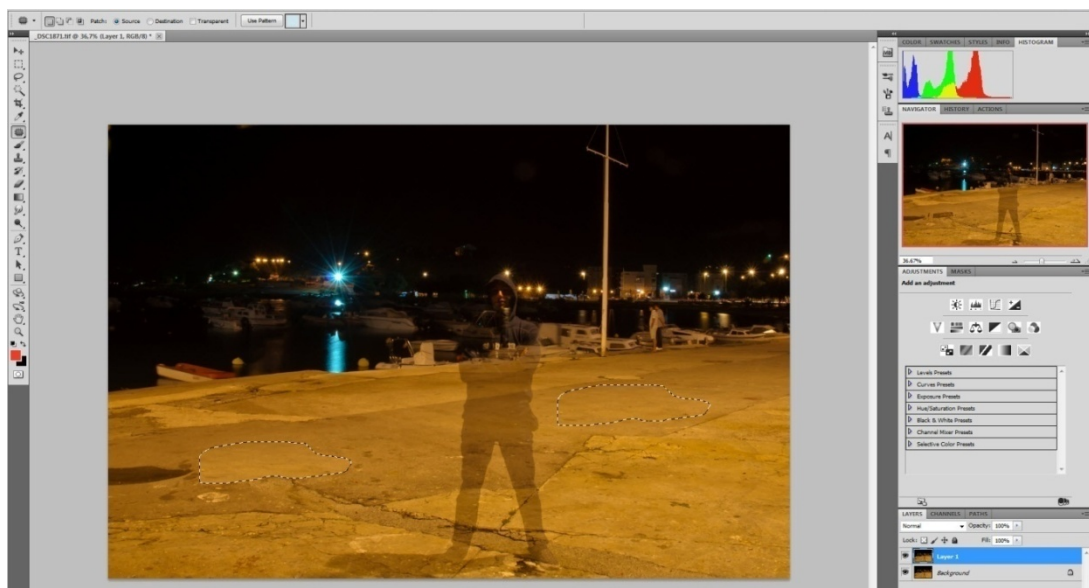 Patch: Source Destination Transparent Use Pattern
_DSC1871.tif @ 36,7% (Layer 1, RGB/8) *
COLOR SWATCHES STYLES INFO HISTOGRAM
NAVIGATOR HISTORY ACTIONS
36.67%
ADJUSTMENTS MASKS
Add an adjustment
Levels Presets
Curves Presets
Exposure Presets
Hue/Saturation Presets
Black & White Presets
Channel Mixer Presets
Selective Color Presets
LAYERS CHANNELS PATHS
Normal Opacity: 100%
Lock: Fill: 100%
Layer 1
Background